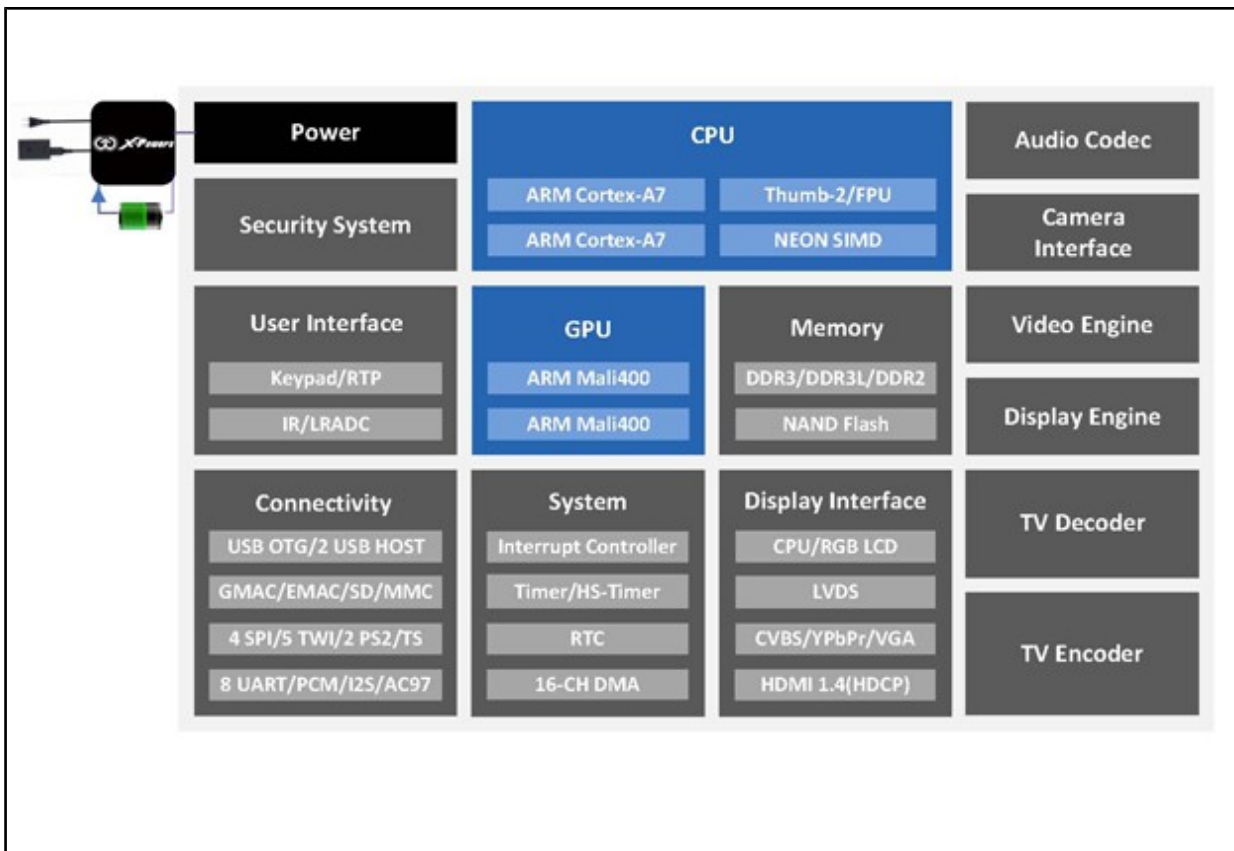 XPowers
Power
Security System
CPU
ARM Cortex-A7
Thumb-2/FPU
ARM Cortex-A7
NEON SIMD
Audio Codec
Camera
Interface
User Interface
Keypad/RTP
IR/LRADC
GPU
ARM Mali400
ARM Mali400
Memory
DDR3/DDR3L/DDR2
NAND Flash
Video Engine
Display Engine
Connectivity
USB OTG/2 USB HOST
GMAC/EMAC/SD/MMC
4 SPI/5 TWI/2 PS2/TS
8 UART/PCM/I2S/AC97
System
Interrupt Controller
Timer/HS-Timer
RTC
16-CH DMA
Display Interface
CPU/RGB LCD
LVDS
CVBS/YPbPr/VGA
HDMI 1.4(HDCP)
TV Decoder
TV Encoder